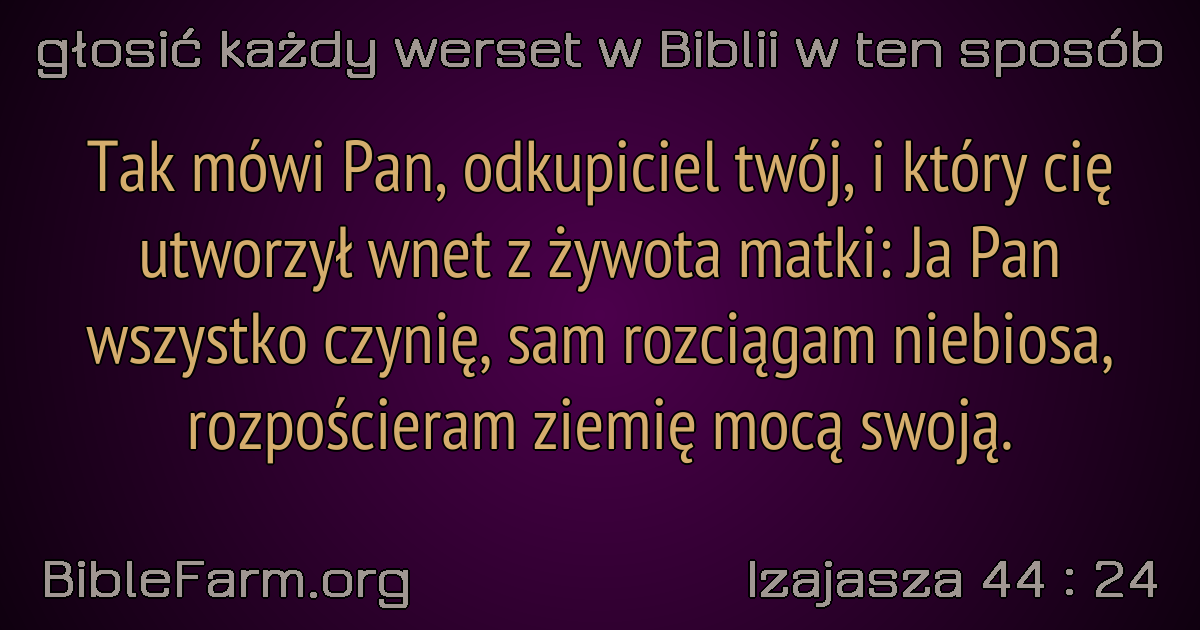 głosić każdy werset w Biblii w ten sposób
Tak mówi Pan, odkupiciel twój, i który cię
utworzył wnet z żywota matki: Ja Pan
wszystko czynię, sam rozciągam niebiosa,
rozpościeram ziemię mocą swoją.
BibleFarm.org
Izajasza 44 : 24